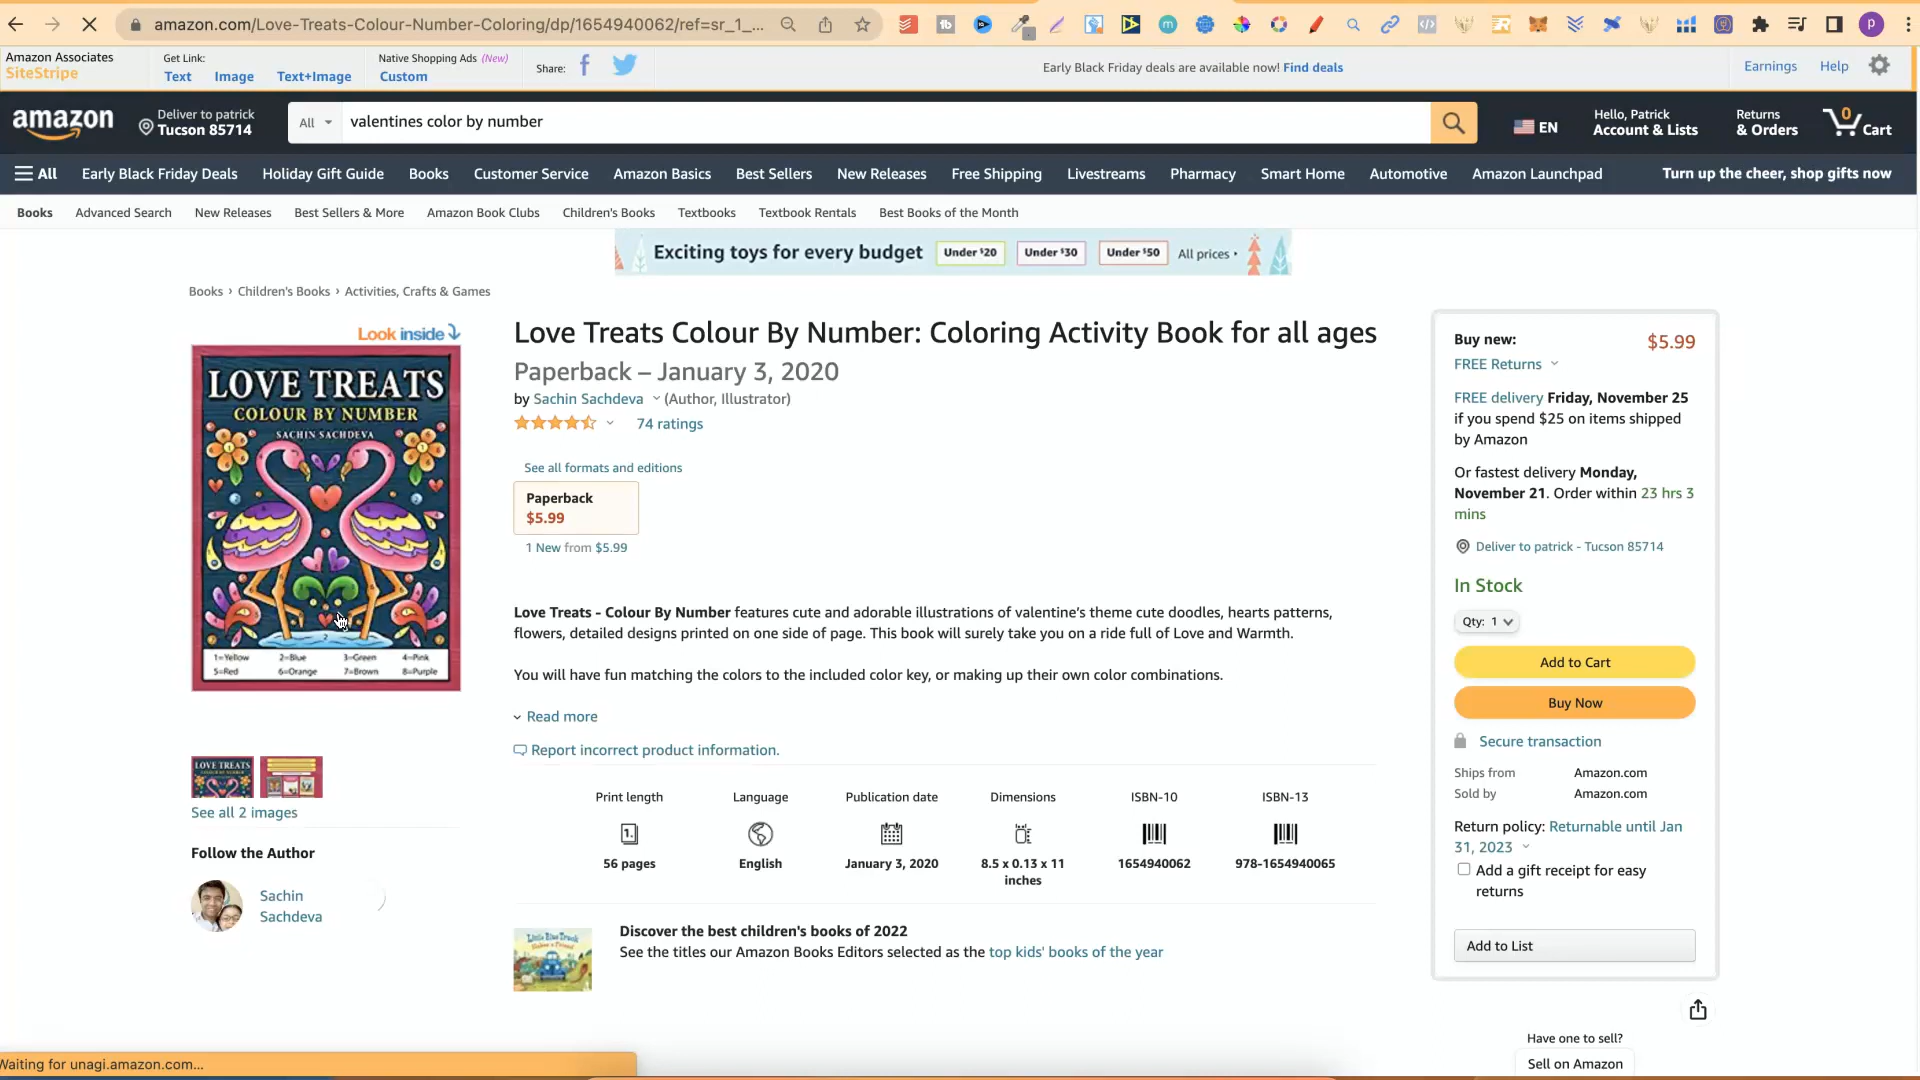 amazon.com/Love-Treats-Colour-Number-Coloring/dp/1654940062/ref=sr_1_...
Amazon Associates
SiteStripe
Get Link:
Text Image Text+Image
Native Shopping Ads (New)
Custom
Share:
Early Black Friday deals are available now! Find deals
Earnings Help
amazon
Deliver to patrick
Tucson 85714
All
valentines color by number
EN
Hello, Patrick
Account & Lists
Returns
& Orders
0
Cart
All Early Black Friday Deals Holiday Gift Guide Books Customer Service Amazon Basics Best Sellers New Releases Free Shipping Livestreams Pharmacy Smart Home Automotive Amazon Launchpad Turn up the cheer, shop gifts now
Books Advanced Search New Releases Best Sellers & More Amazon Book Clubs Children's Books Textbooks Textbook Rentals Best Books of the Month
Exciting toys for every budget Under $20 Under $30 Under $50 All prices
Books › Children's Books › Activities, Crafts & Games
Look inside
LOVE TREATS
COLOUR BY NUMBER
SACHIN SACHDEVA
1=Yellow 2=Blue 3=Green 4=Pink
5=Red 6=Orange 7=Brown 8=Purple
LOVE TREATS
See all 2 images
Follow the Author
Sachin
Sachdeva
Love Treats Colour By Number: Coloring Activity Book for all ages
Paperback – January 3, 2020
by Sachin Sachdeva (Author, Illustrator)
74 ratings
See all formats and editions
Paperback
$5.99
1 New from $5.99
Love Treats - Colour By Number features cute and adorable illustrations of valentine's theme cute doodles, hearts patterns,
flowers, detailed designs printed on one side of page. This book will surely take you on a ride full of Love and Warmth.
You will have fun matching the colors to the included color key, or making up their own color combinations.
Read more
Report incorrect product information.
Print length Language Publication date Dimensions ISBN-10 ISBN-13
56 pages English January 3, 2020 8.5 x 0.13 x 11 1654940062 978-1654940065
inches
Little Blue Truck
Discover the best children's books of 2022
See the titles our Amazon Books Editors selected as the top kids' books of the year
Buy new: $5.99
FREE Returns
FREE delivery Friday, November 25
if you spend $25 on items shipped
by Amazon
Or fastest delivery Monday,
November 21. Order within 23 hrs 3
mins
Deliver to patrick - Tucson 85714
In Stock
Qty: 1
Add to Cart
Buy Now
Secure transaction
Ships from Amazon.com
Sold by Amazon.com
Return policy: Returnable until Jan
31, 2023
Add a gift receipt for easy
returns
Add to List
Have one to sell?
Sell on Amazon
Waiting for unagi.amazon.com...